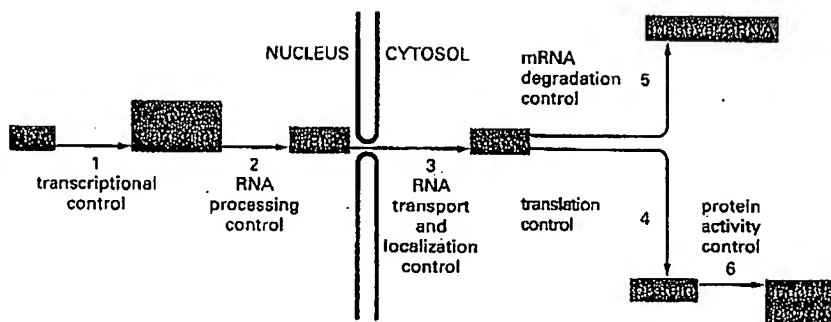 NUCLEUS
CYTOSOL
mRNA
degradation
control
5
1
transcriptional
control
2
RNA
processing
control
3
RNA
transport
and
localization
control
translation
control
4
protein
activity
control
6